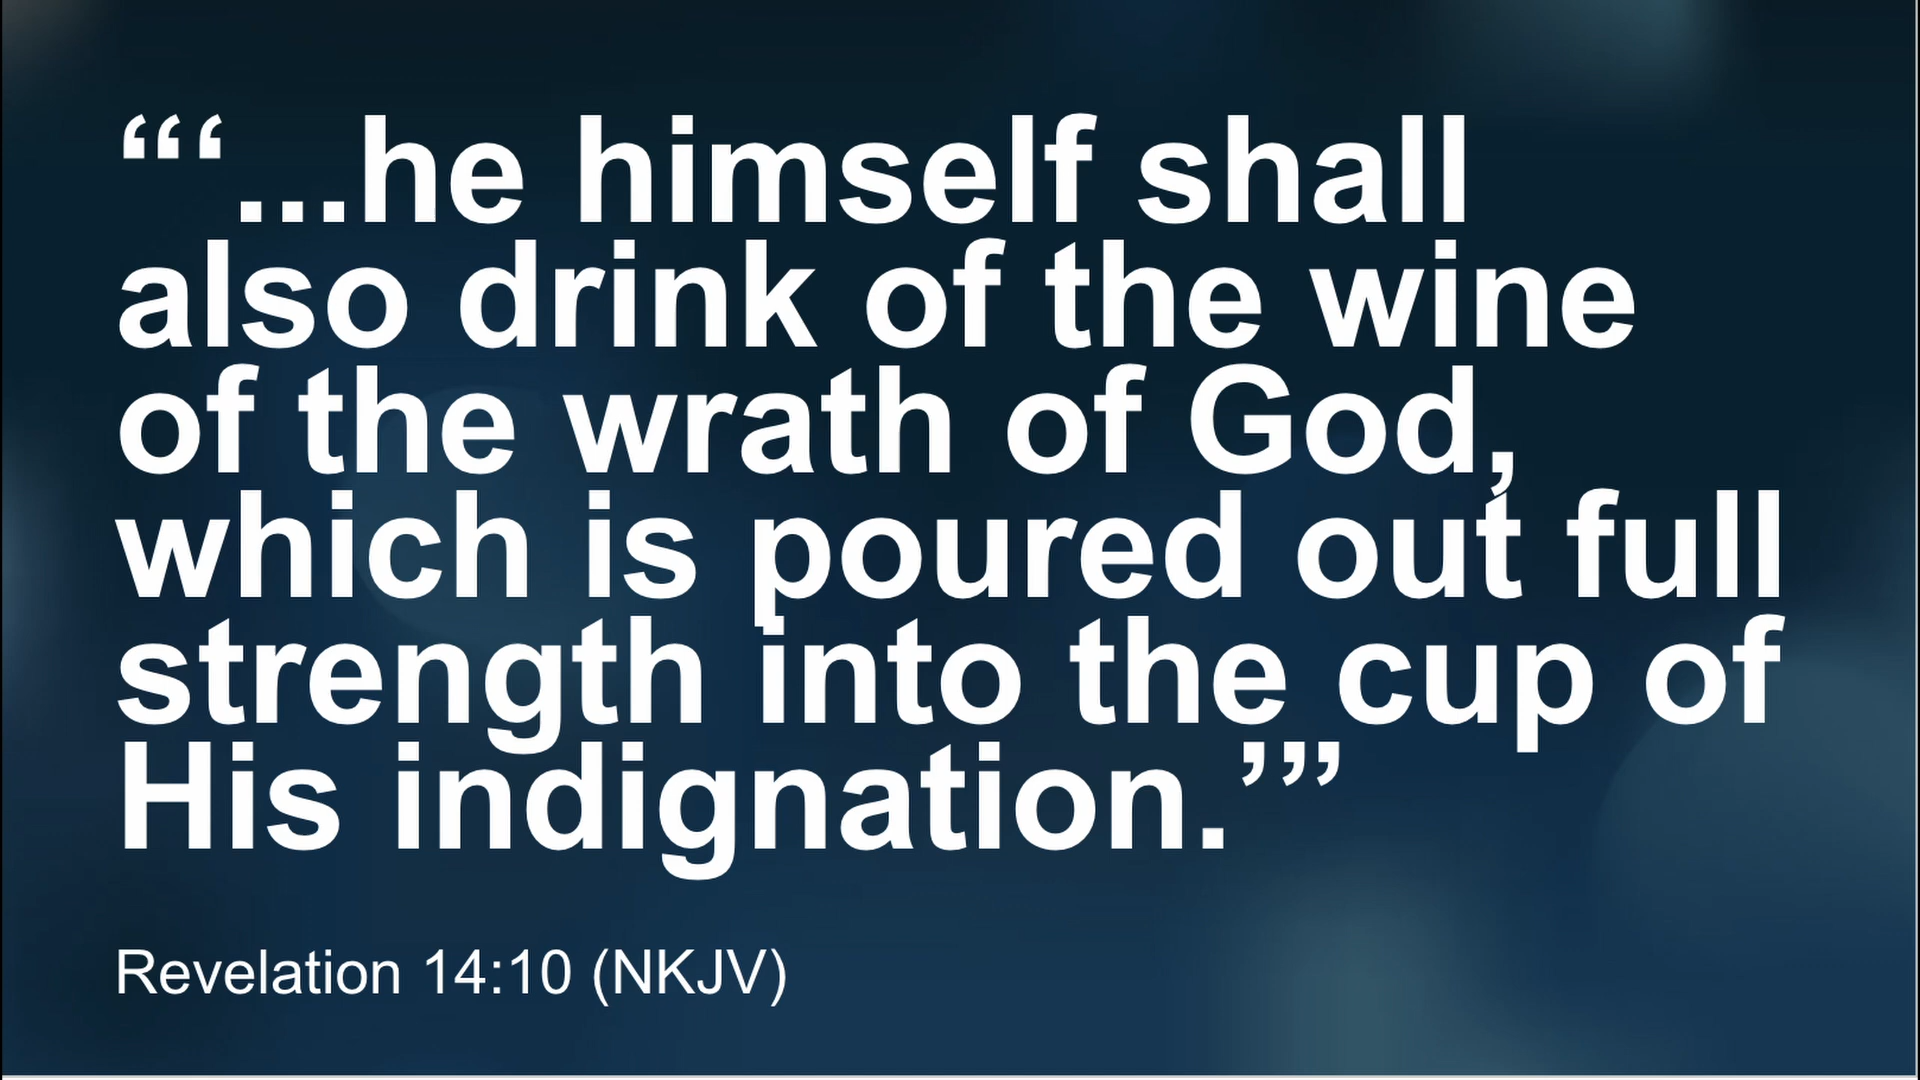 “‘...he himself shall
also drink of the wine
of the wrath of God,
which is poured out full
strength into the cup of
His indignation.’”
Revelation 14:10 (NKJV)